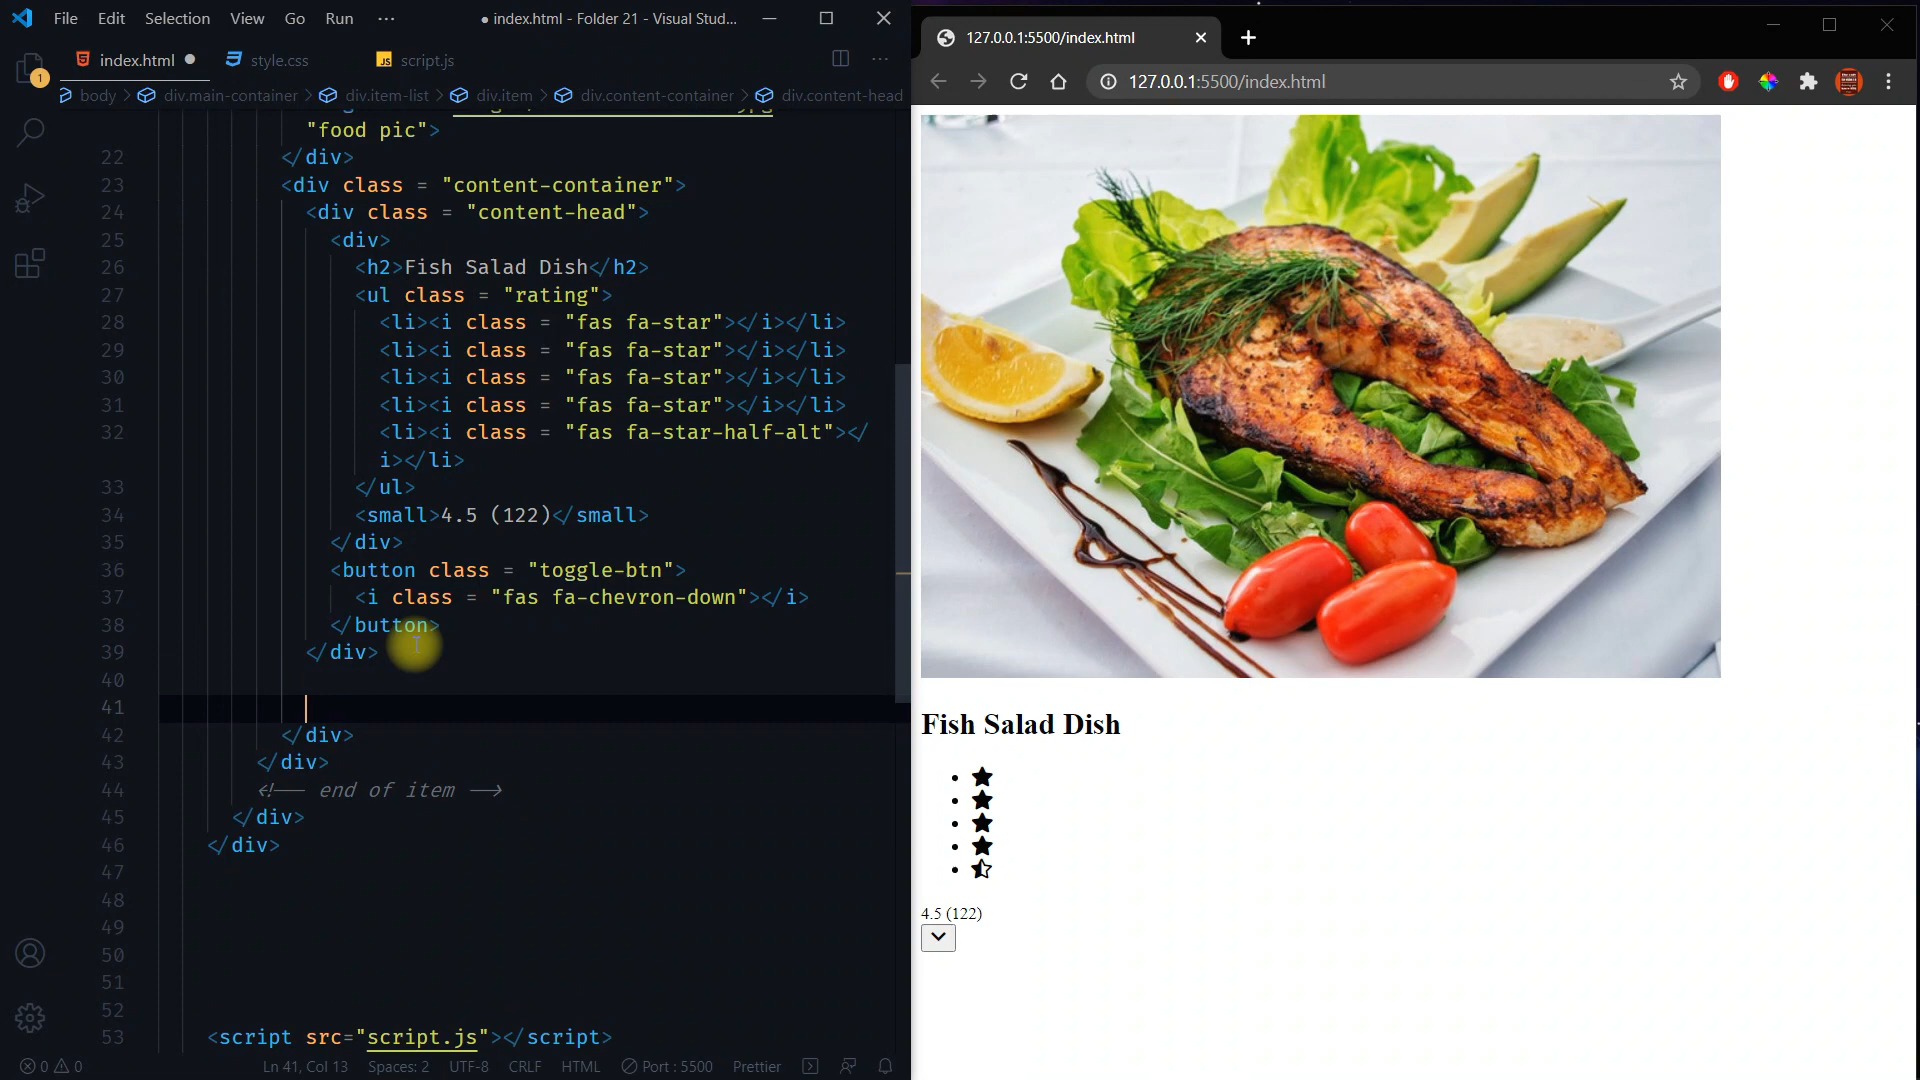 File Edit Selection View Go Run ··· ● index.html - Folder 21 - Visual Stud...
index.html ● style.css JS script.js
1
body > div.main-container > div.item-list > div.item > div.content-container > div.content-head
"food pic">
22 </div>
23 <div class = "content-container">
24 <div class = "content-head">
25 <div>
26 <h2>Fish Salad Dish</h2>
27 <ul class = "rating">
28 <li><i class = "fas fa-star"></i></li>
29 <li><i class = "fas fa-star"></i></li>
30 <li><i class = "fas fa-star"></i></li>
31 <li><i class = "fas fa-star"></i></li>
32 <li><i class = "fas fa-star-half-alt"></
i></li>
33 </ul>
34 <small>4.5 (122)</small>
35 </div>
36 <button class = "toggle-btn">
37 <i class = "fas fa-chevron-down"></i>
38 </button>
39 </div>
40
41
42 </div>
43 </div>
44 <!-- end of item -->
45 </div>
46 </div>
47
48
49
50
51
52
53 <script src="script.js"></script>
0 0 Ln 41, Col 13 Spaces: 2 UTF-8 CRLF HTML Port : 5500 Prettier
127.0.0.1:5500/index.html
127.0.0.1:5500/index.html
Fish Salad Dish
4.5 (122)